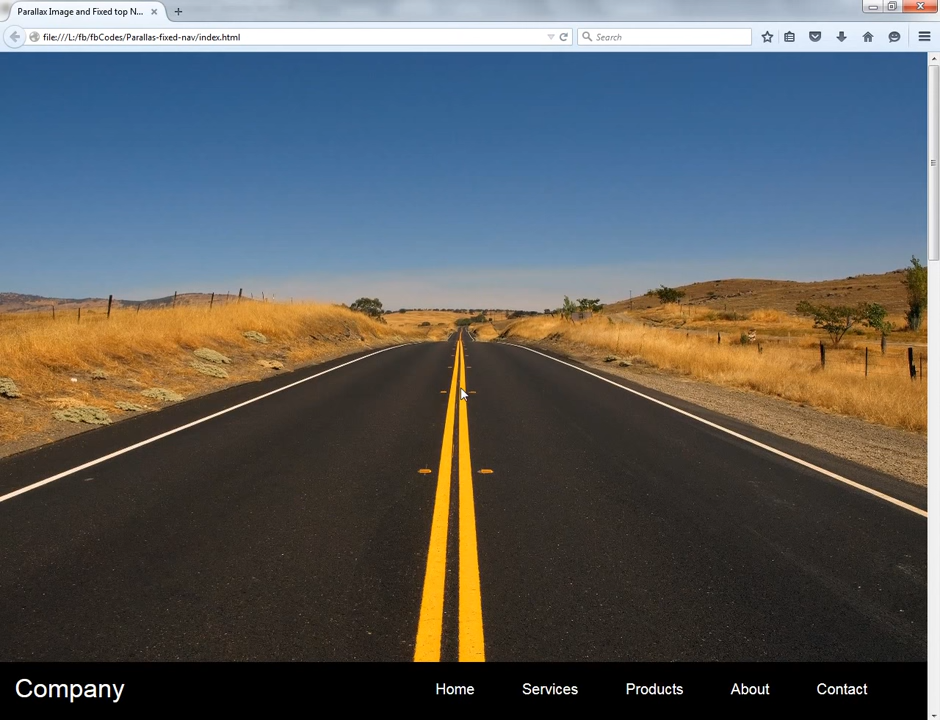 Parallax Image and Fixed top N...
file:///L:/fb/fbCodes/Parallas-fixed-nav/index.html
Search
Company
Home Services Products About Contact